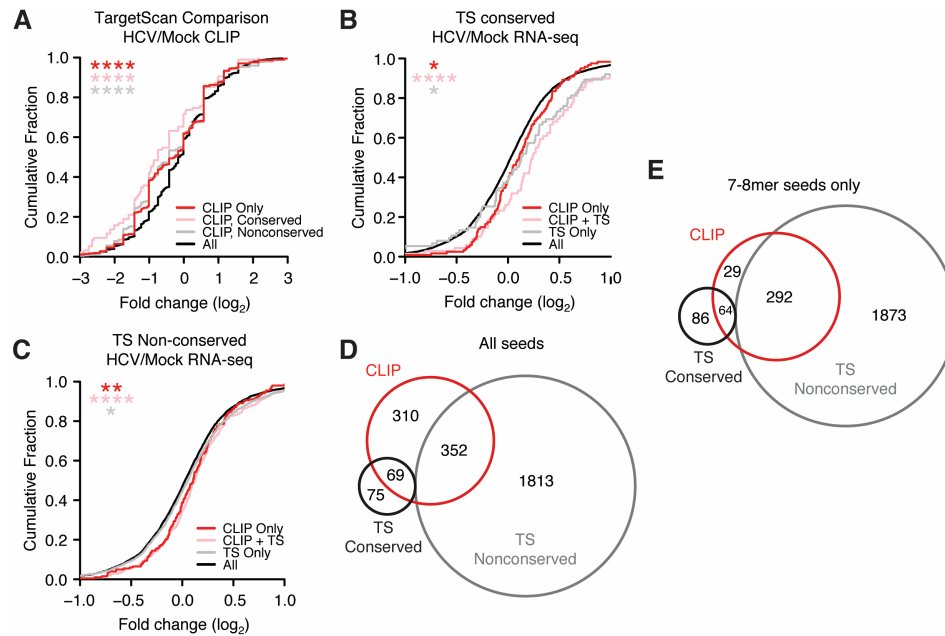 A
TargetScan Comparison
HCV/Mock CLIP
****
****
****
1.0
0.8
0.6
0.4
0.2
0.0
Cumulative Fraction
CLIP Only
CLIP, Conserved
CLIP, Nonconserved
All
−3 −2 −1 0 1 2 3
Fold change (log2)
B
TS conserved
HCV/Mock RNA-seq
*
****
*
1.0
0.8
0.6
0.4
0.2
0.0
Cumulative Fraction
CLIP Only
CLIP + TS
TS Only
All
−1.0 −0.5 0.0 0.5 1.0
Fold change (log2)
C
TS Non-conserved
HCV/Mock RNA-seq
**
****
*
1.0
0.8
0.6
0.4
0.2
0.0
Cumulative Fraction
CLIP Only
CLIP + TS
TS Only
All
−1.0 −0.5 0.0 0.5 1.0
Fold change (log2)
D
All seeds
CLIP
310
352
69
75
1813
TS
Conserved
TS
Nonconserved
E
7-8mer seeds only
CLIP
29
292
64
86
1873
TS
Conserved
TS
Nonconserved